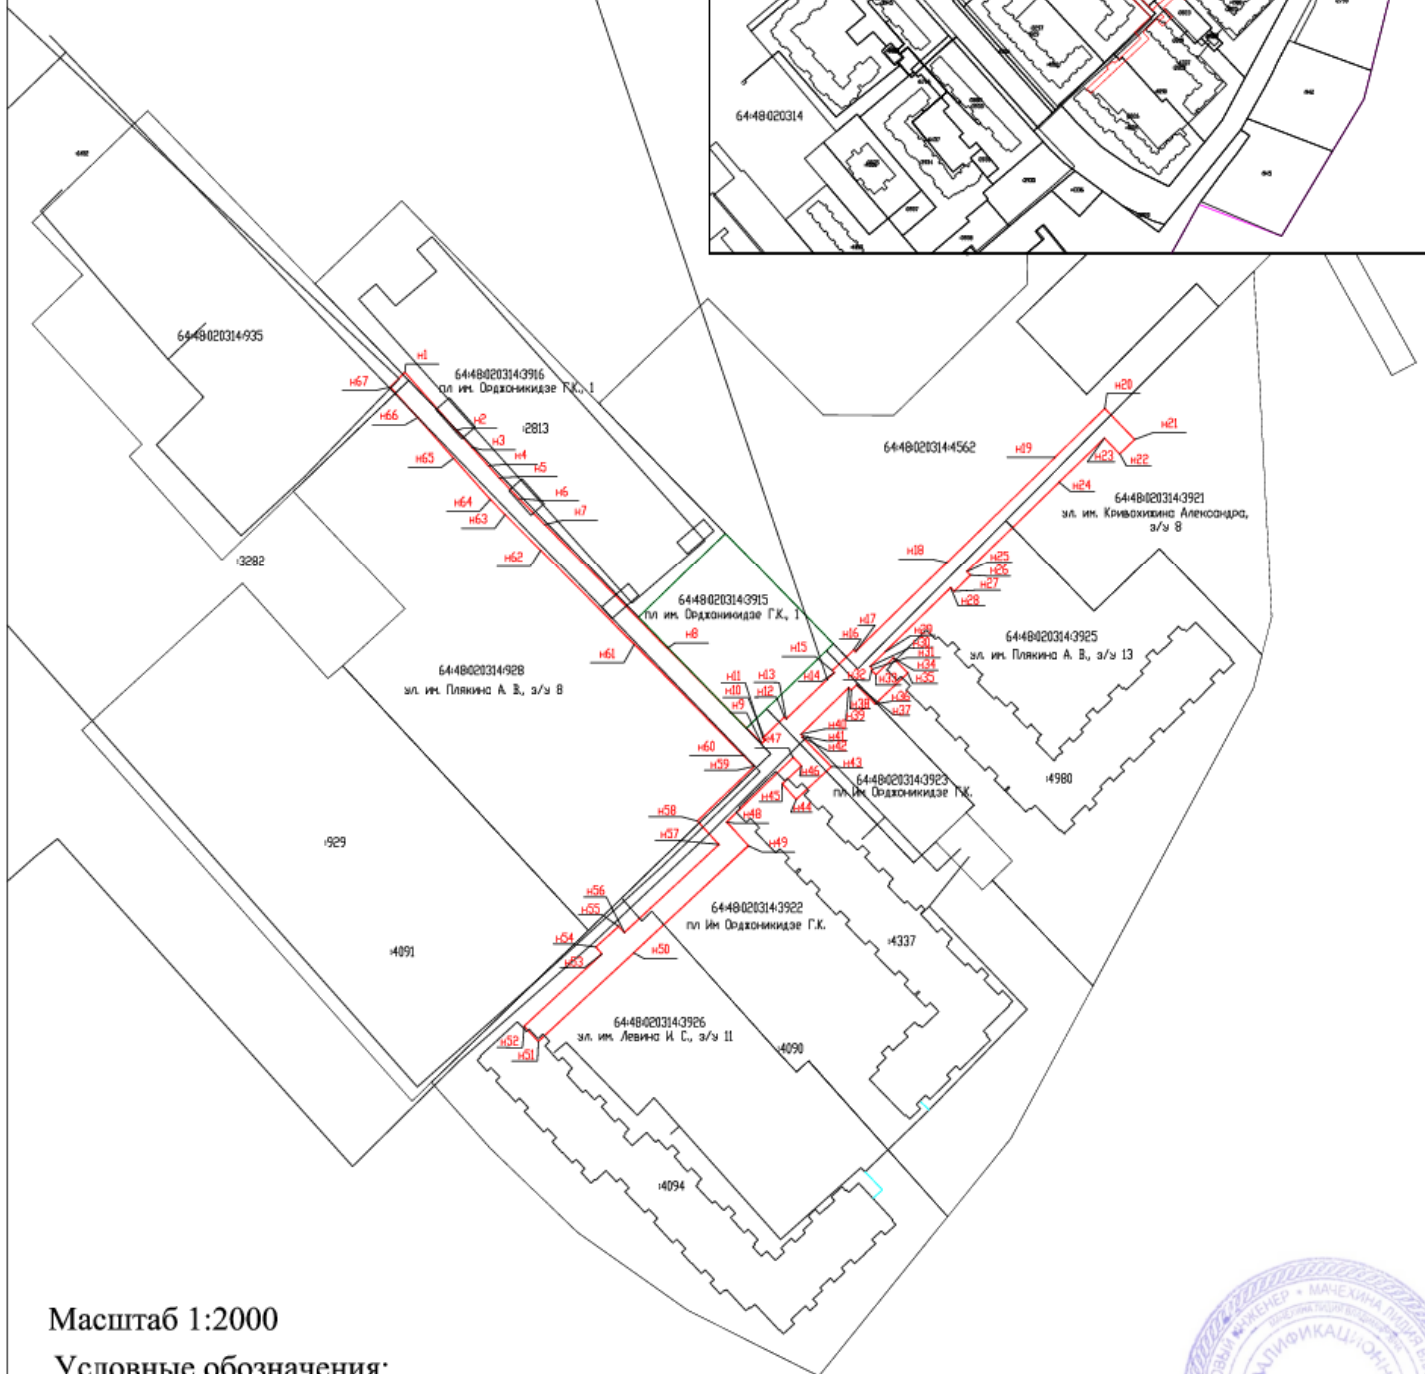 64:48:020314
64:48:020314:935
н1
64:48:020314:3916
пл им. Орджоникидзе Г.К., 1
н67
н66
н2
:2813
н3
н65
н4
н5
н64
н6
н63
н7
н62
:3282
64:48:020314:4562
н20
н21
н19
н23
н22
н24
64:48:020314:3921
ул. им. Кривохижина Александра,
з/у 8
н18
н25
н26
н27
н28
64:48:020314:3915
пл им. Орджоникидзе Г.К., 1
н8
н61
н17
н16
н15
н31
н32
н33
н34
н35
64:48:020314:3925
ул. им. Плякина А. В., з/у 13
64:48:020314:928
ул. им. Плякина А. В., з/у 8
н11
н13
н14
н10
н12
н9
н36
н38
н37
н39
н47
н40
н41
н42
н60
н59
н46
н43
н45
н44
64:48:020314:3923
пл Им Орджоникидзе Г.К.
:4980
н58
н48
н57
н49
:929
н56
н55
64:48:020314:3922
пл Им Орджоникидзе Г.К.
н54
н53
н50
:4337
:4091
64:48:020314:3926
ул. им. Левина И. С., з/у 11
н52
н51
:4090
:4094
Масштаб 1:2000
Условные обозначения:
МАЧЕХИНА ЛИДИЯ